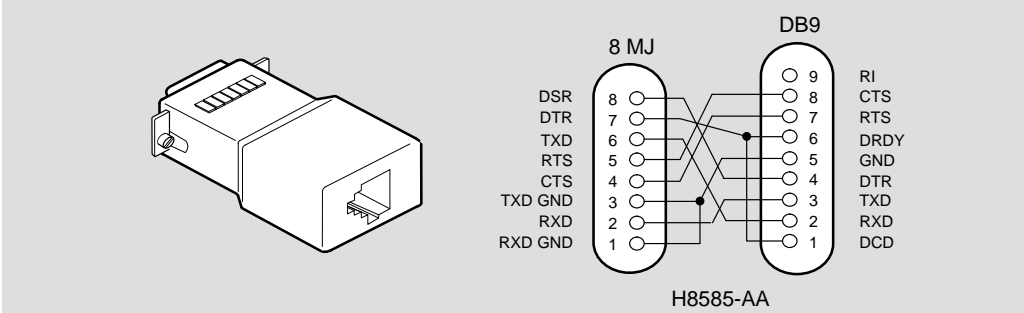 DB9
8 MJ
9 RI
DSR 8 8 CTS
DTR 7 7 RTS
TXD 6 6 DRDY
RTS 5 5 GND
CTS 4 4 DTR
TXD GND 3 3 TXD
RXD 2 2 RXD
RXD GND 1 1 DCD
H8585-AA